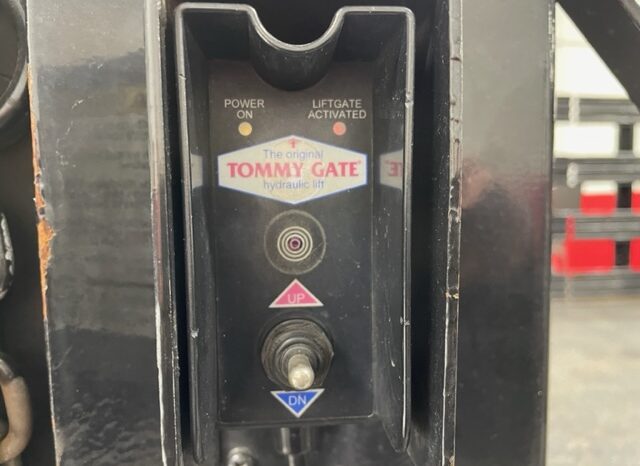 POWER LIFTGATE
ON ACTIVATED
The original
TOMMY GATE
hydraulic lift
UP
DN